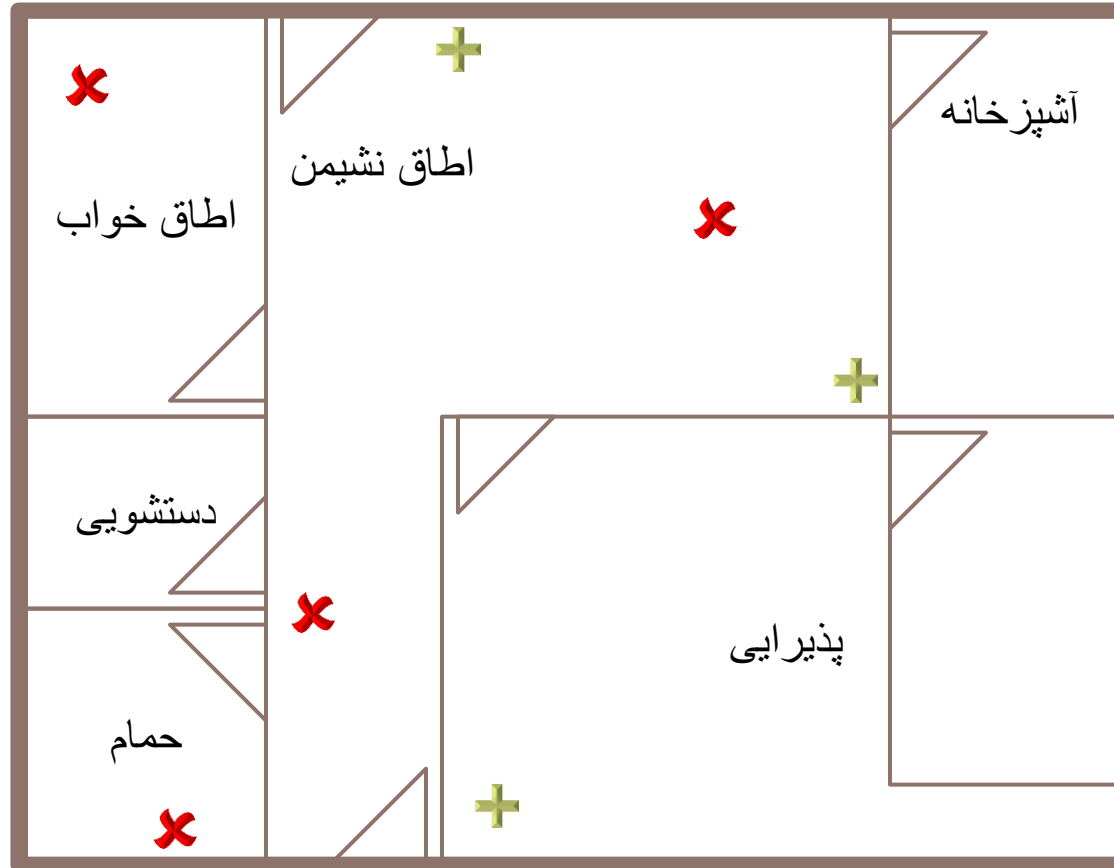 آشپزخانه
اطاق نشیمن
اطاق خواب
دستشویی
پذیرایی
حمام